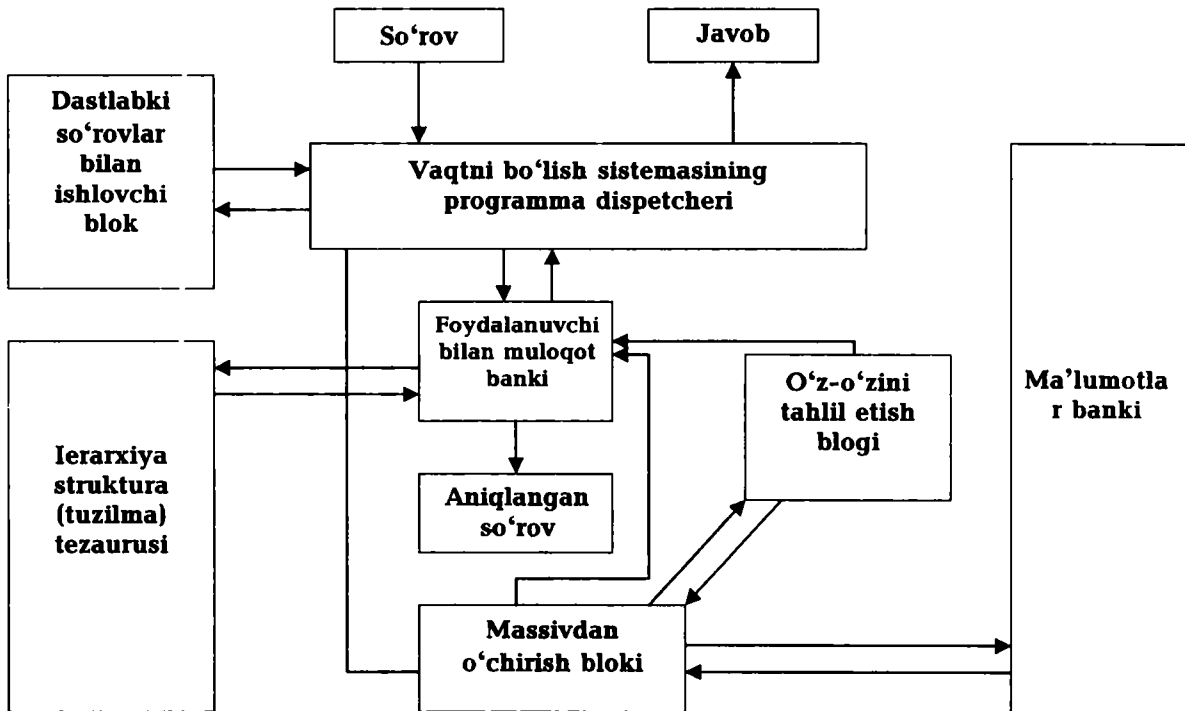 So‘rov
Javob
Dastlabki
so‘rovlar
bilan
ishlovchi
blok
Vaqtni bo‘lish sistemasining
programma dispetcheri
Foydalanuvchi
bilan muloqot
banki
O‘z-o‘zini
tahlil etish
blogi
Ma’lumotla
r banki
Ierarxiya
struktura
(tuzilma)
tezaurusi
Aniqlangan
so‘rov
Massivdan
o‘chirish bloki